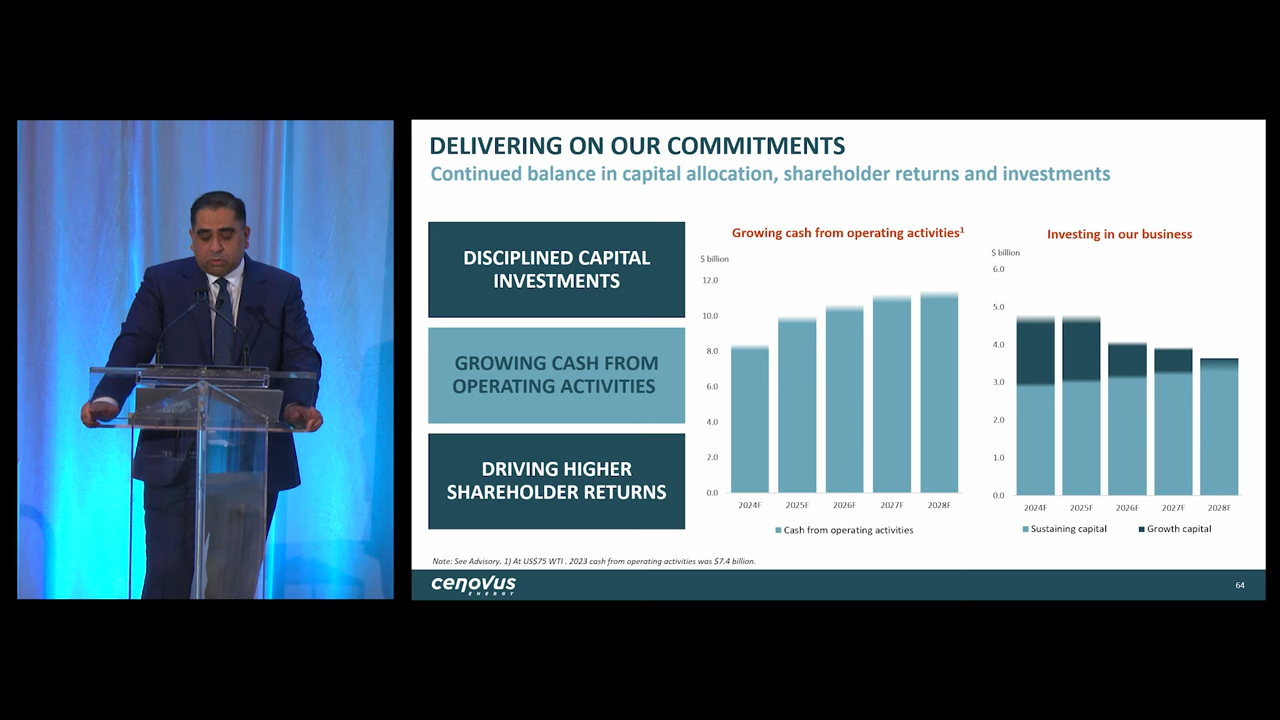 DELIVERING ON OUR COMMITMENTS
Continued balance in capital allocation, shareholder returns and investments
DISCIPLINED CAPITAL
INVESTMENTS
GROWING CASH FROM
OPERATING ACTIVITIES
DRIVING HIGHER
SHAREHOLDER RETURNS
Growing cash from operating activities¹
$ billion
12.0
10.0
8.0
6.0
4.0
2.0
0.0
2024F 2025F 2026F 2027F 2028F
Cash from operating activities
Investing in our business
$ billion
6.0
5.0
4.0
3.0
2.0
1.0
0.0
2024F 2025F 2026F 2027F 2028F
Sustaining capital Growth capital
Note: See Advisory. 1) At US$75 WTI . 2023 cash from operating activities was $7.4 billion.
cenovus
ENERGY
64